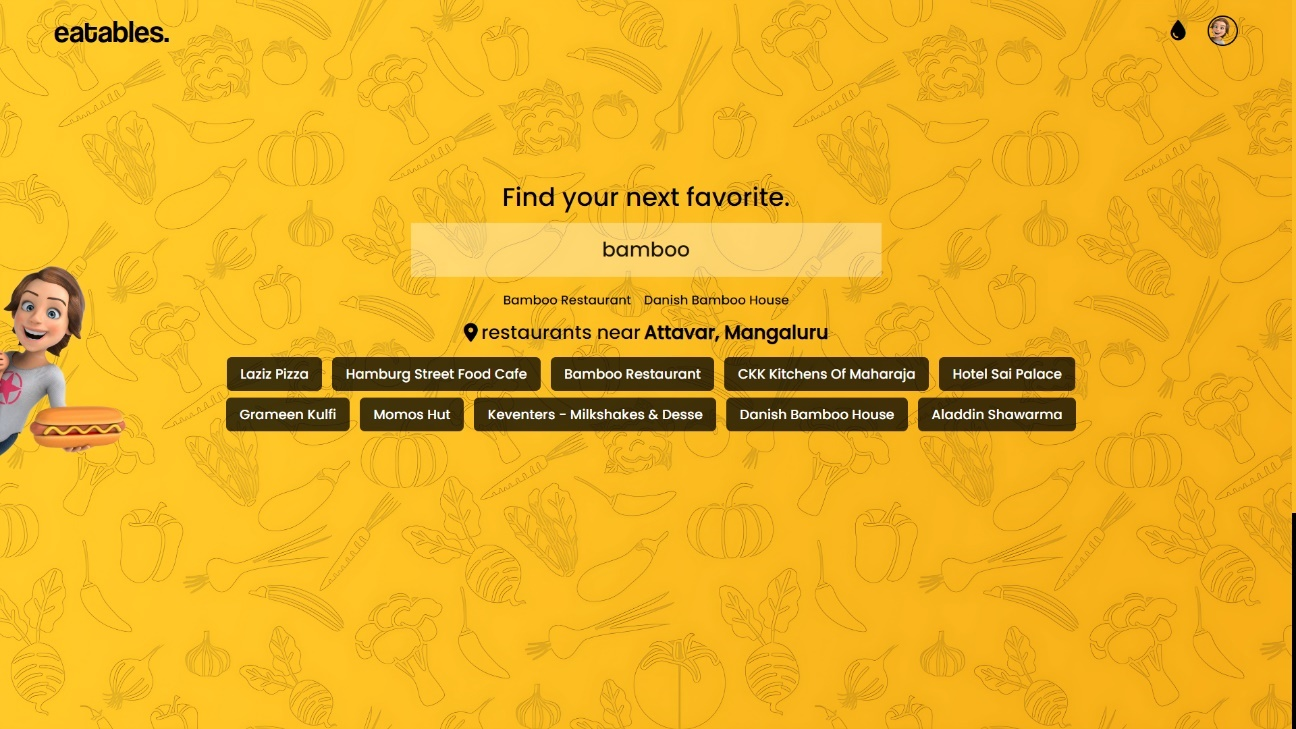 eatables.
Find your next favorite.
bamboo
Bamboo Restaurant Danish Bamboo House
restaurants near Attavar, Mangaluru
Laziz Pizza Hamburg Street Food Cafe Bamboo Restaurant CKK Kitchens Of Maharaja Hotel Sai Palace
Grameen Kulfi Momos Hut Keventers - Milkshakes & Desse Danish Bamboo House Aladdin Shawarma